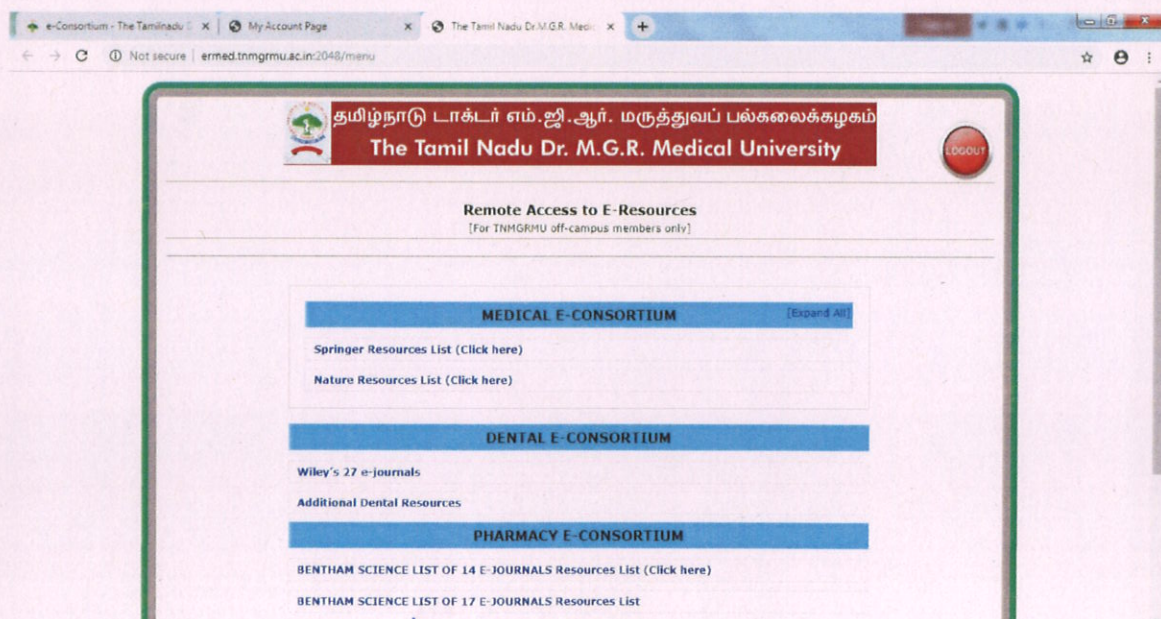 e-Consortium - The Tamilnadu
My Account Page
The Tamil Nadu Dr.M.G.R. Medic
Not secure | ermed.tnmgrmu.ac.in:2048/menu
தமிழ்நாடு டாக்டர் எம்.ஜி.ஆர். மருத்துவப் பல்கலைக்கழகம்
The Tamil Nadu Dr. M.G.R. Medical University
LOGOUT
Remote Access to E-Resources
[For TNMGRMU off-campus members only]
MEDICAL E-CONSORTIUM [Expand All]
Springer Resources List (Click here)
Nature Resources List (Click here)
DENTAL E-CONSORTIUM
Wiley's 27 e-journals
Additional Dental Resources
PHARMACY E-CONSORTIUM
BENTHAM SCIENCE LIST OF 14 E-JOURNALS Resources List (Click here)
BENTHAM SCIENCE LIST OF 17 E-JOURNALS Resources List